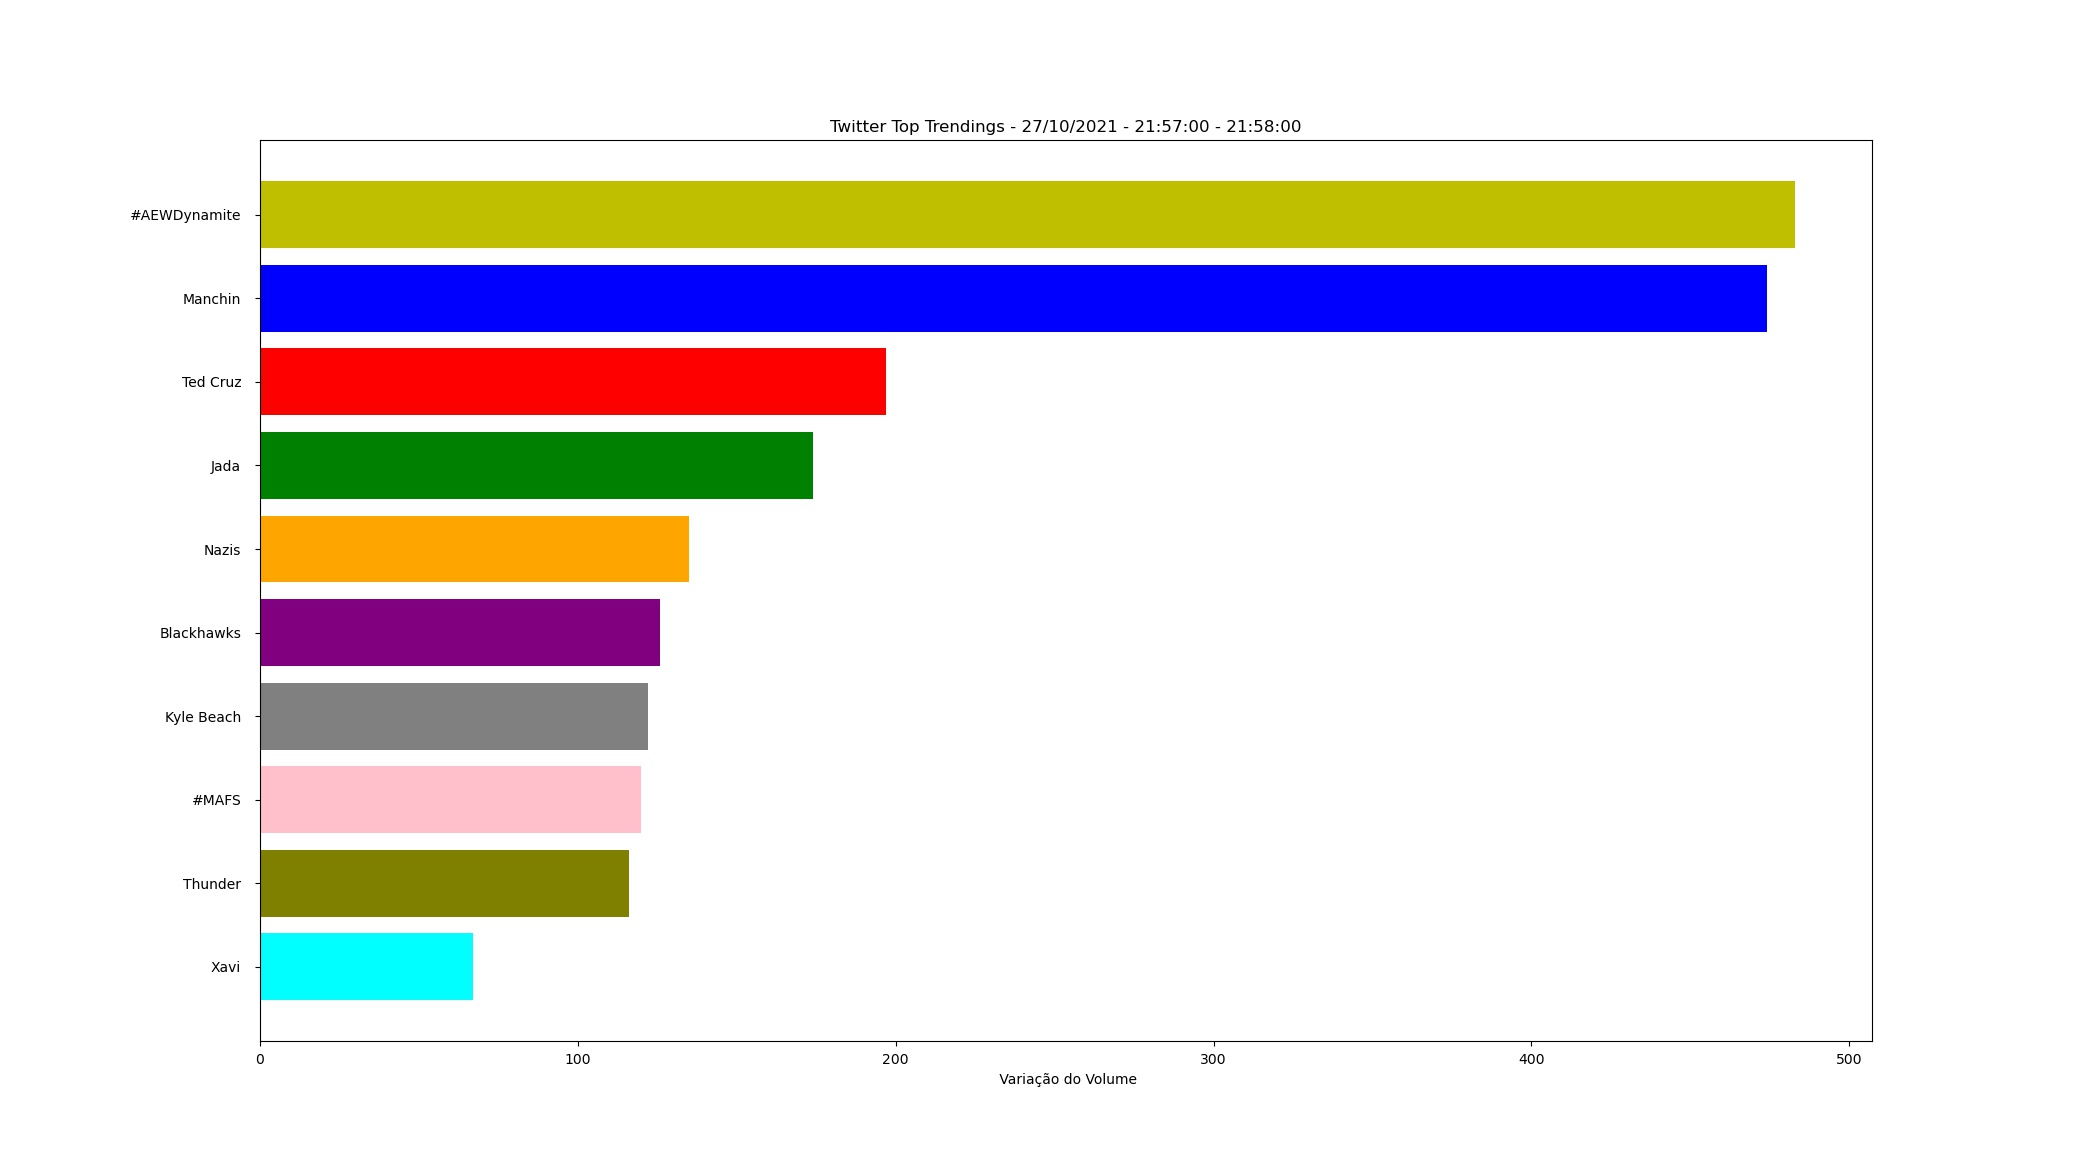 Twitter Top Trendings - 27/10/2021 - 21:57:00 - 21:58:00
#AEWDynamite
Manchin
Ted Cruz
Jada
Nazis
Blackhawks
Kyle Beach
#MAFS
Thunder
Xavi
0 100 200 300 400 500
Variação do Volume